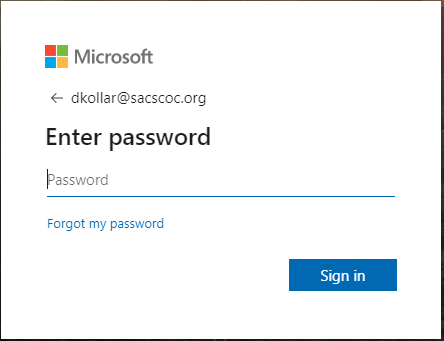 Microsoft
← dkollar@sacscoc.org
Enter password
Password
Forgot my password
Sign in